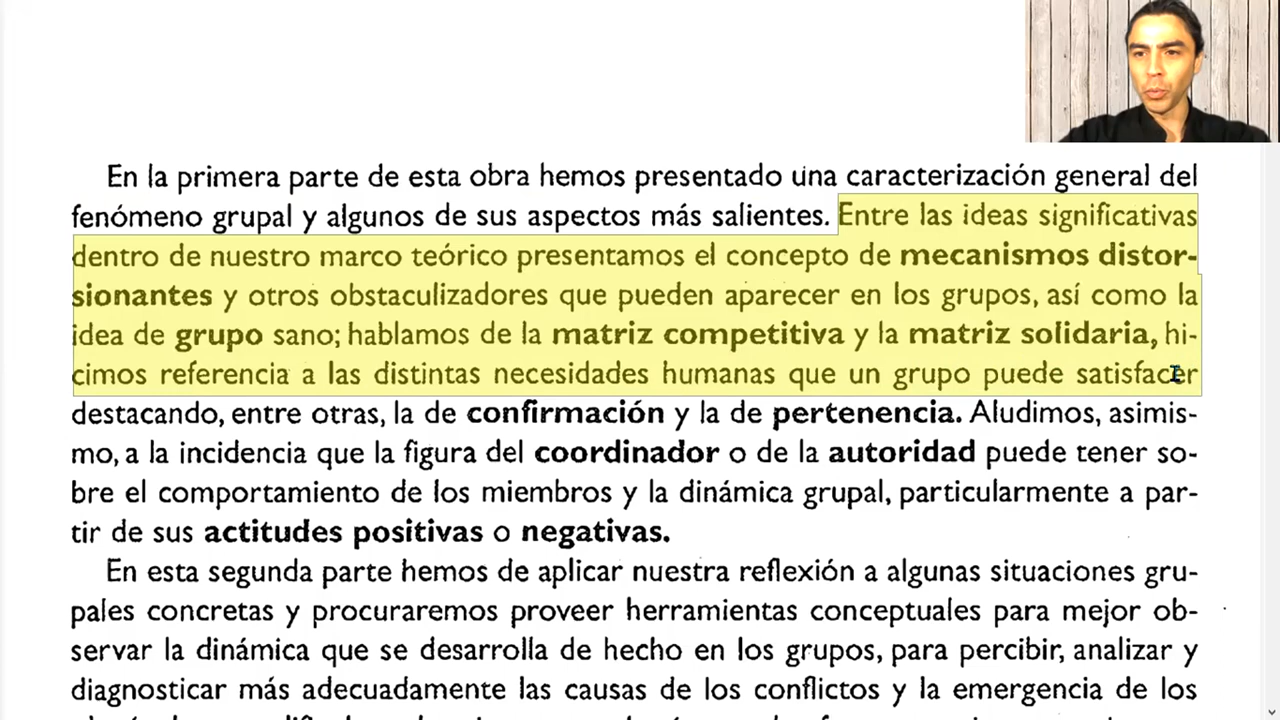 En la primera parte de esta obra hemos presentado una caracterización general del
fenómeno grupal y algunos de sus aspectos más salientes. Entre las ideas significativas
dentro de nuestro marco teórico presentamos el concepto de mecanismos distor-
sionantes y otros obstaculizadores que pueden aparecer en los grupos, así como la
idea de grupo sano; hablamos de la matriz competitiva y la matriz solidaria, hi-
cimos referencia a las distintas necesidades humanas que un grupo puede satisfacer
destacando, entre otras, la de confirmación y la de pertenencia. Aludimos, asimis-
mo, a la incidencia que la figura del coordinador o de la autoridad puede tener so-
bre el comportamiento de los miembros y la dinámica grupal, particularmente a par-
tir de sus actitudes positivas o negativas.
En esta segunda parte hemos de aplicar nuestra reflexión a algunas situaciones gru-
pales concretas y procuraremos proveer herramientas conceptuales para mejor ob-
servar la dinámica que se desarrolla de hecho en los grupos, para percibir, analizar y
diagnosticar más adecuadamente las causas de los conflictos y la emergencia de los